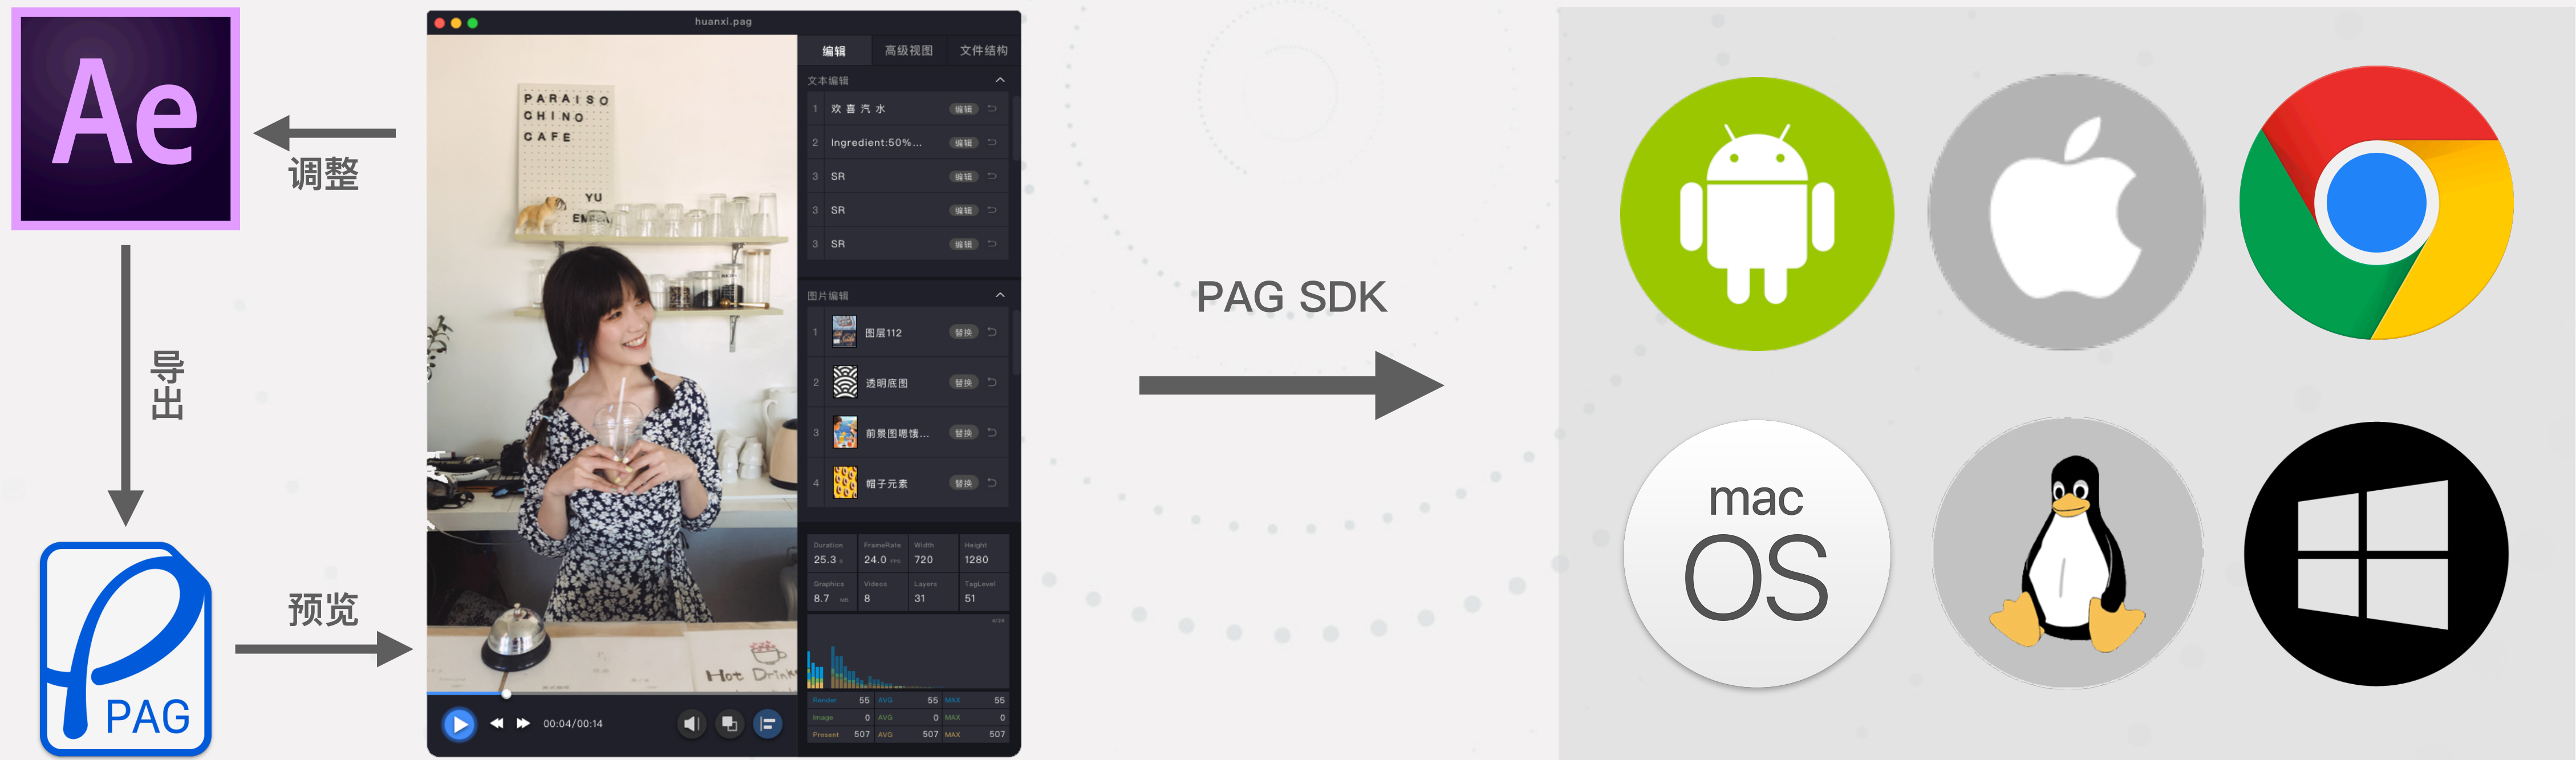 Ae
调整
导出
PAG
预览
huanxi.pag
PARAISO
CHINO
CAFE
YU
Hot Drink
00:04/00:14
编辑 高级视图 文件结构
文本编辑
1 欢喜汽水 编辑
2 Ingredient:50%... 编辑
3 SR 编辑
3 SR 编辑
3 SR 编辑
图片编辑
1 图层112 替换
2 透明底图 替换
3 前景图嗯饿... 替换
4 帽子元素 替换
Duration FrameRate Width Height
25.3 s 24.0 FPS 720 1280
Graphics Videos Layers TagLevel
8.7 8 31 51
4/24
Render 55 AVG 55 MAX 55
Image 0 AVG 0 MAX 0
Present 507 AVG 507 MAX 507
PAG SDK
mac
OS